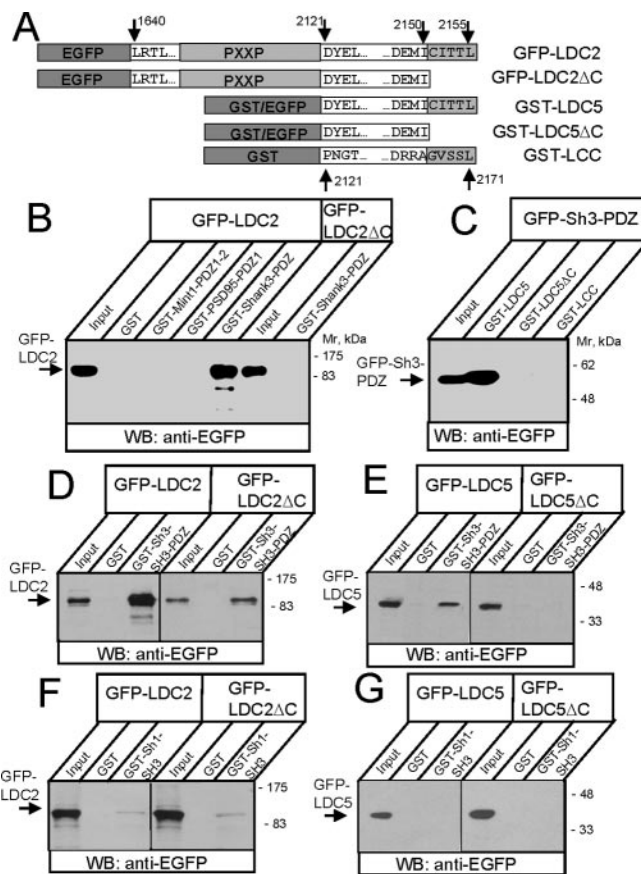 A
1640
2121
2150
2155
EGFP LRTL... PXXP DYEL... ...DEMI CITTL GFP-LDC2
EGFP LRTL... PXXP DYEL... ...DEMI GFP-LDC2ΔC
GST/EGFP DYEL... ...DEMI CITTL GST-LDC5
GST/EGFP DYEL... ...DEMI GST-LDC5ΔC
GST PNGT... ...DRRA GVSSL GST-LCC
2121
2171
B
GFP-LDC2
GFP-
LDC2ΔC
Input
GST
GST-Mint1-PDZ1-2
GST-PSD95-PDZ1
GST-Shank3-PDZ
Input
GST-Shank3-PDZ
Mr, kDa
GFP-
LDC2
- 175
- 83
WB: anti-EGFP
C
GFP-Sh3-PDZ
Input
GST-LDC5
GST-LDC5ΔC
GST-LCC
Mr, kDa
GFP-Sh3-
PDZ
- 62
- 48
WB: anti-EGFP
D
GFP-LDC2
GFP-
LDC2ΔC
Input
GST
GST-Sh3-
SH3-PDZ
Input
GST
GST-Sh3-
SH3-PDZ
GFP-
LDC2
- 175
- 83
WB: anti-EGFP
E
GFP-LDC5
GFP-
LDC5ΔC
Input
GST
GST-Sh3-
SH3-PDZ
Input
GST
GST-Sh3-
SH3-PDZ
GFP-
LDC5
- 48
- 33
WB: anti-EGFP
F
GFP-LDC2
GFP-
LDC2ΔC
Input
GST
GST-Sh1-
SH3
Input
GST
GST-Sh1-
SH3
GFP-
LDC2
- 175
- 83
WB: anti-EGFP
G
GFP-LDC5
GFP-
LDC5ΔC
Input
GST
GST-Sh1-
SH3
Input
GST
GST-Sh1-
SH3
GFP-
LDC5
- 48
- 33
WB: anti-EGFP